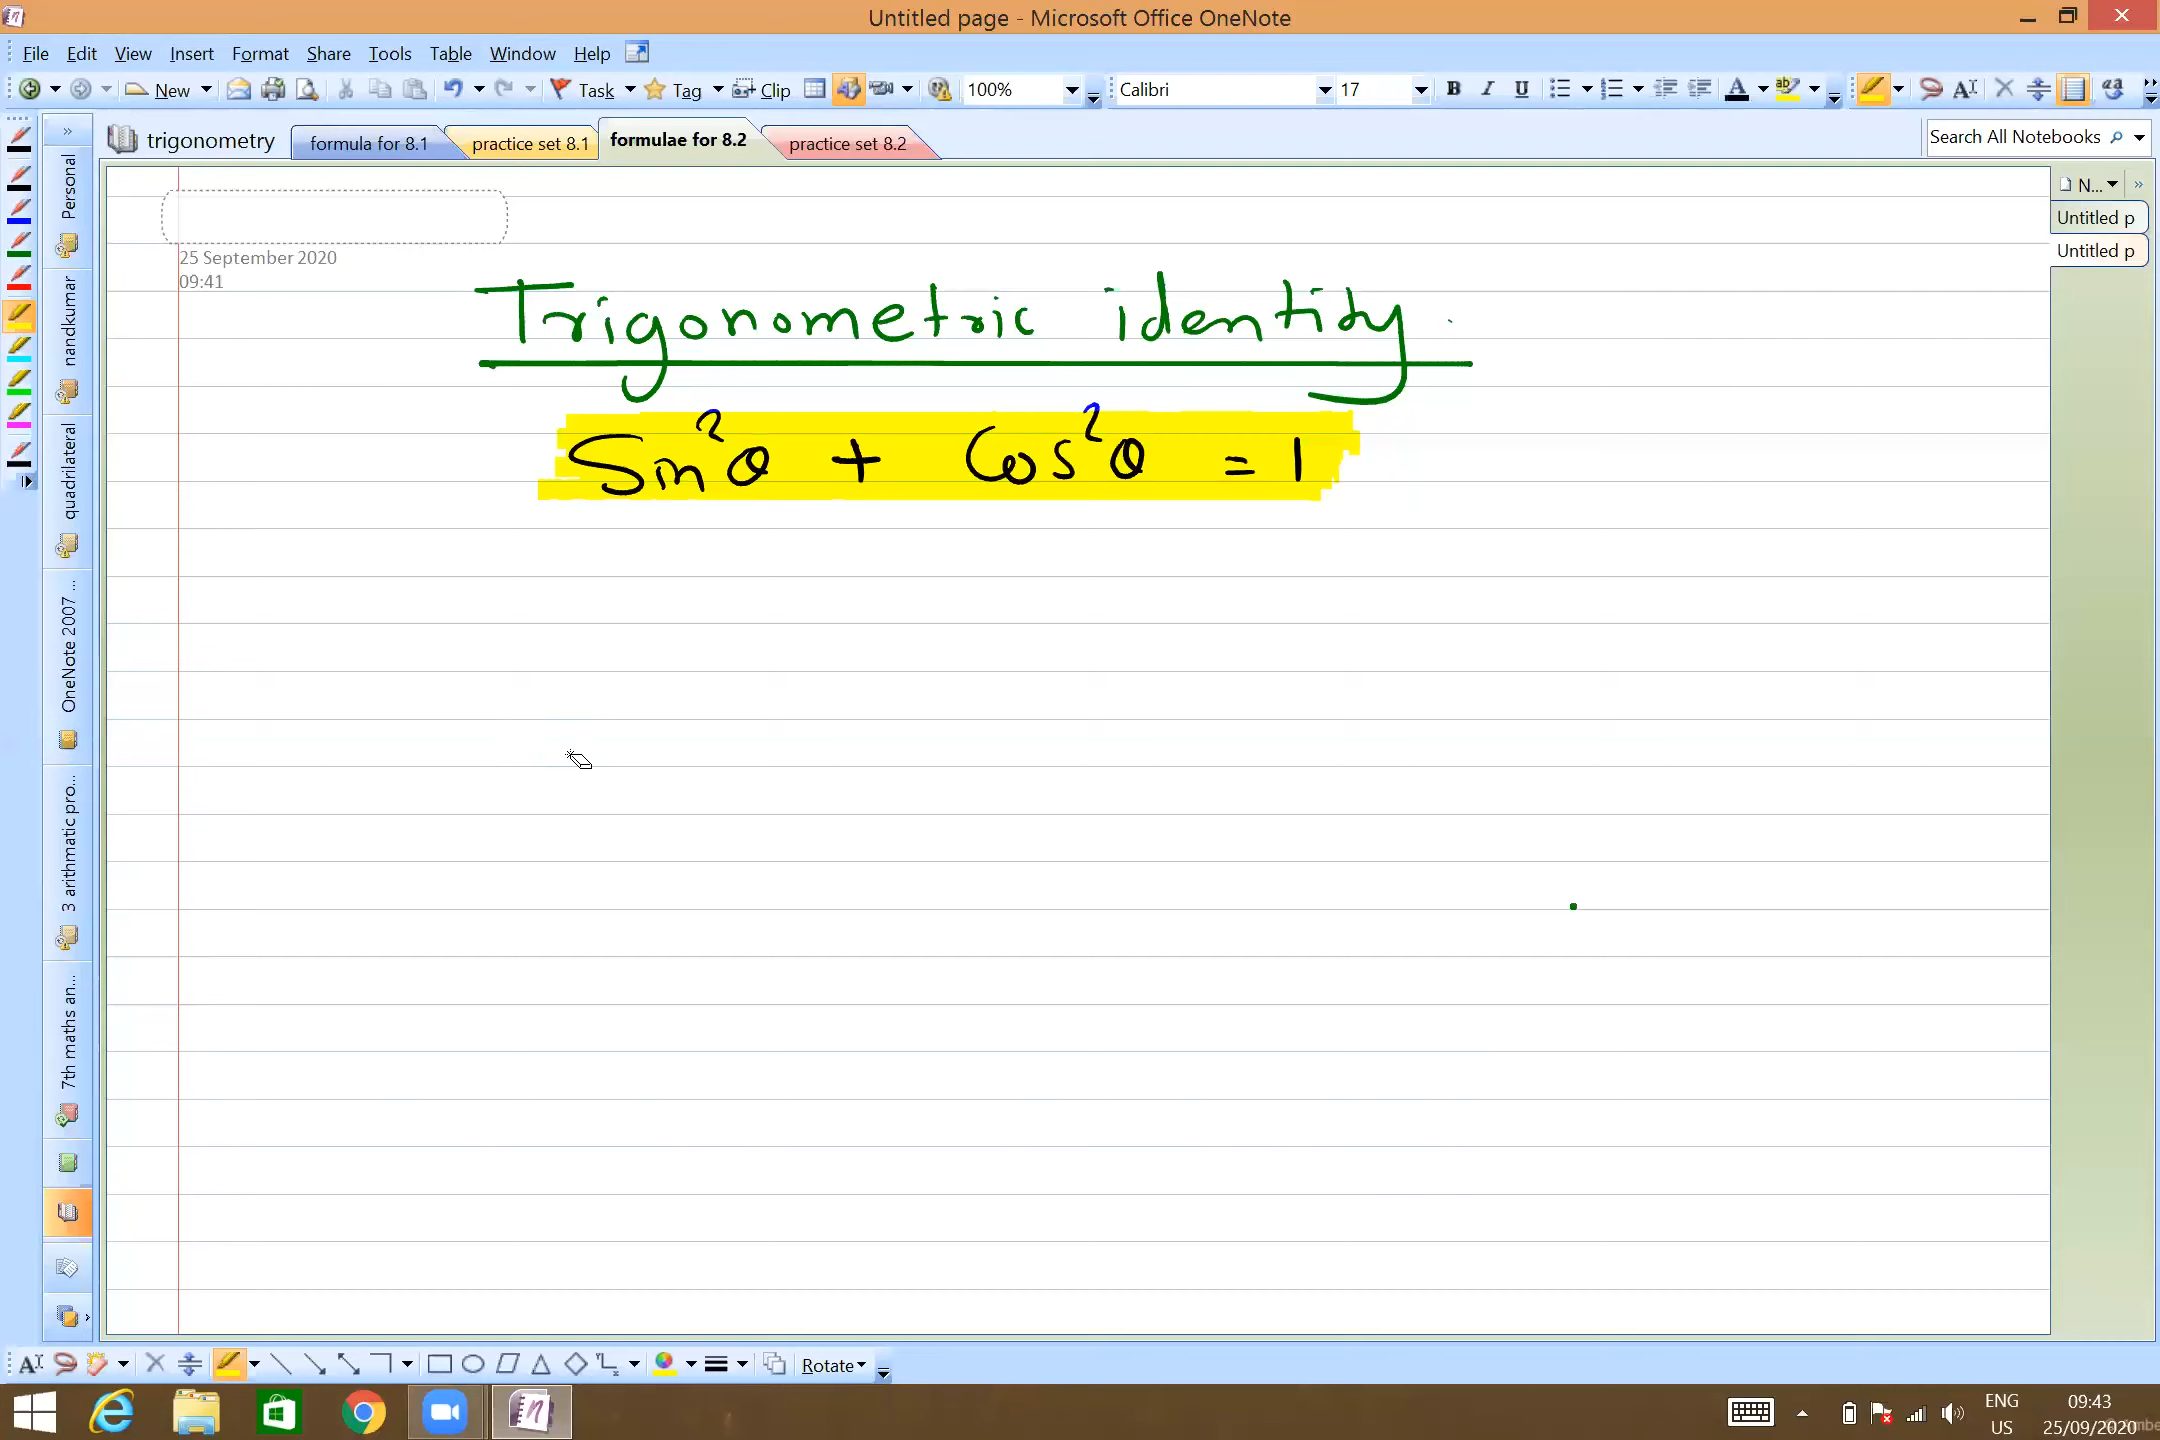 Untitled page - Microsoft Office OneNote
File Edit View Insert Format Share Tools Table Window Help
New Task Tag Clip 100% Calibri 17 B I U A ab A
trigonometry formula for 8.1 practice set 8.1 formulae for 8.2 practice set 8.2 Search All Notebooks
N...
Untitled p
Untitled p
Personal
nandkumar
quadrilateral
OneNote 2007 ...
3 arithmatic pro...
7th maths an...
25 September 2020
09:41
Trigonometric identity.
Sin²θ + Cos²θ = 1
A Rotate
ENG 09:43
US 25/09/2020